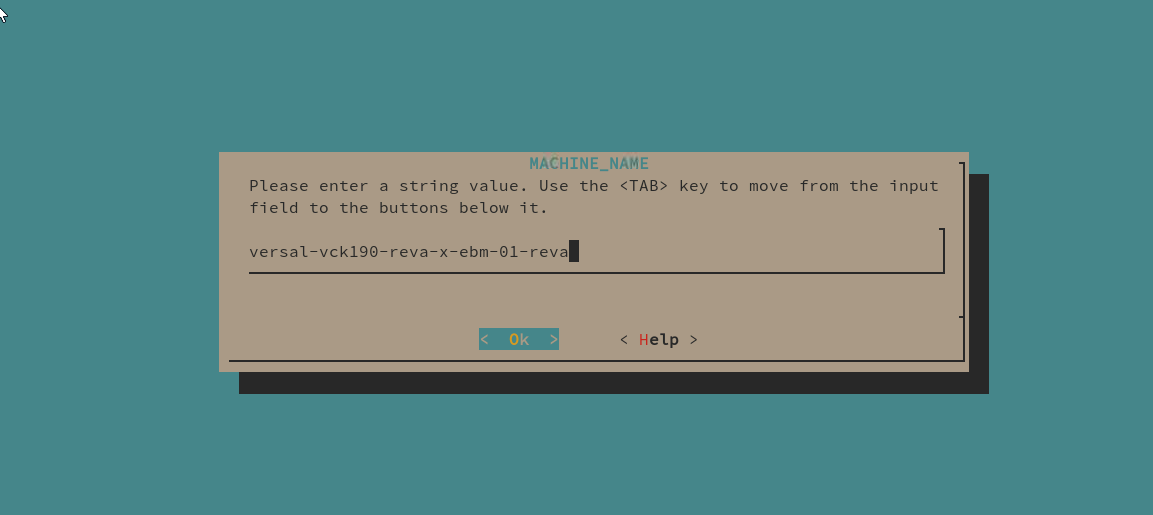 MACHINE_NAME
Please enter a string value. Use the <TAB> key to move from the input
field to the buttons below it.
versal-vck190-reva-x-ebm-01-reva
<  Ok  > < Help >